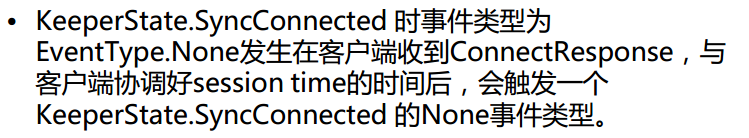 • KeeperState.SyncConnected 时事件类型为
EventType.None发生在客户端收到ConnectResponse，与
客户端协调好session time的时间后，会触发一个
KeeperState.SyncConnected 的None事件类型。